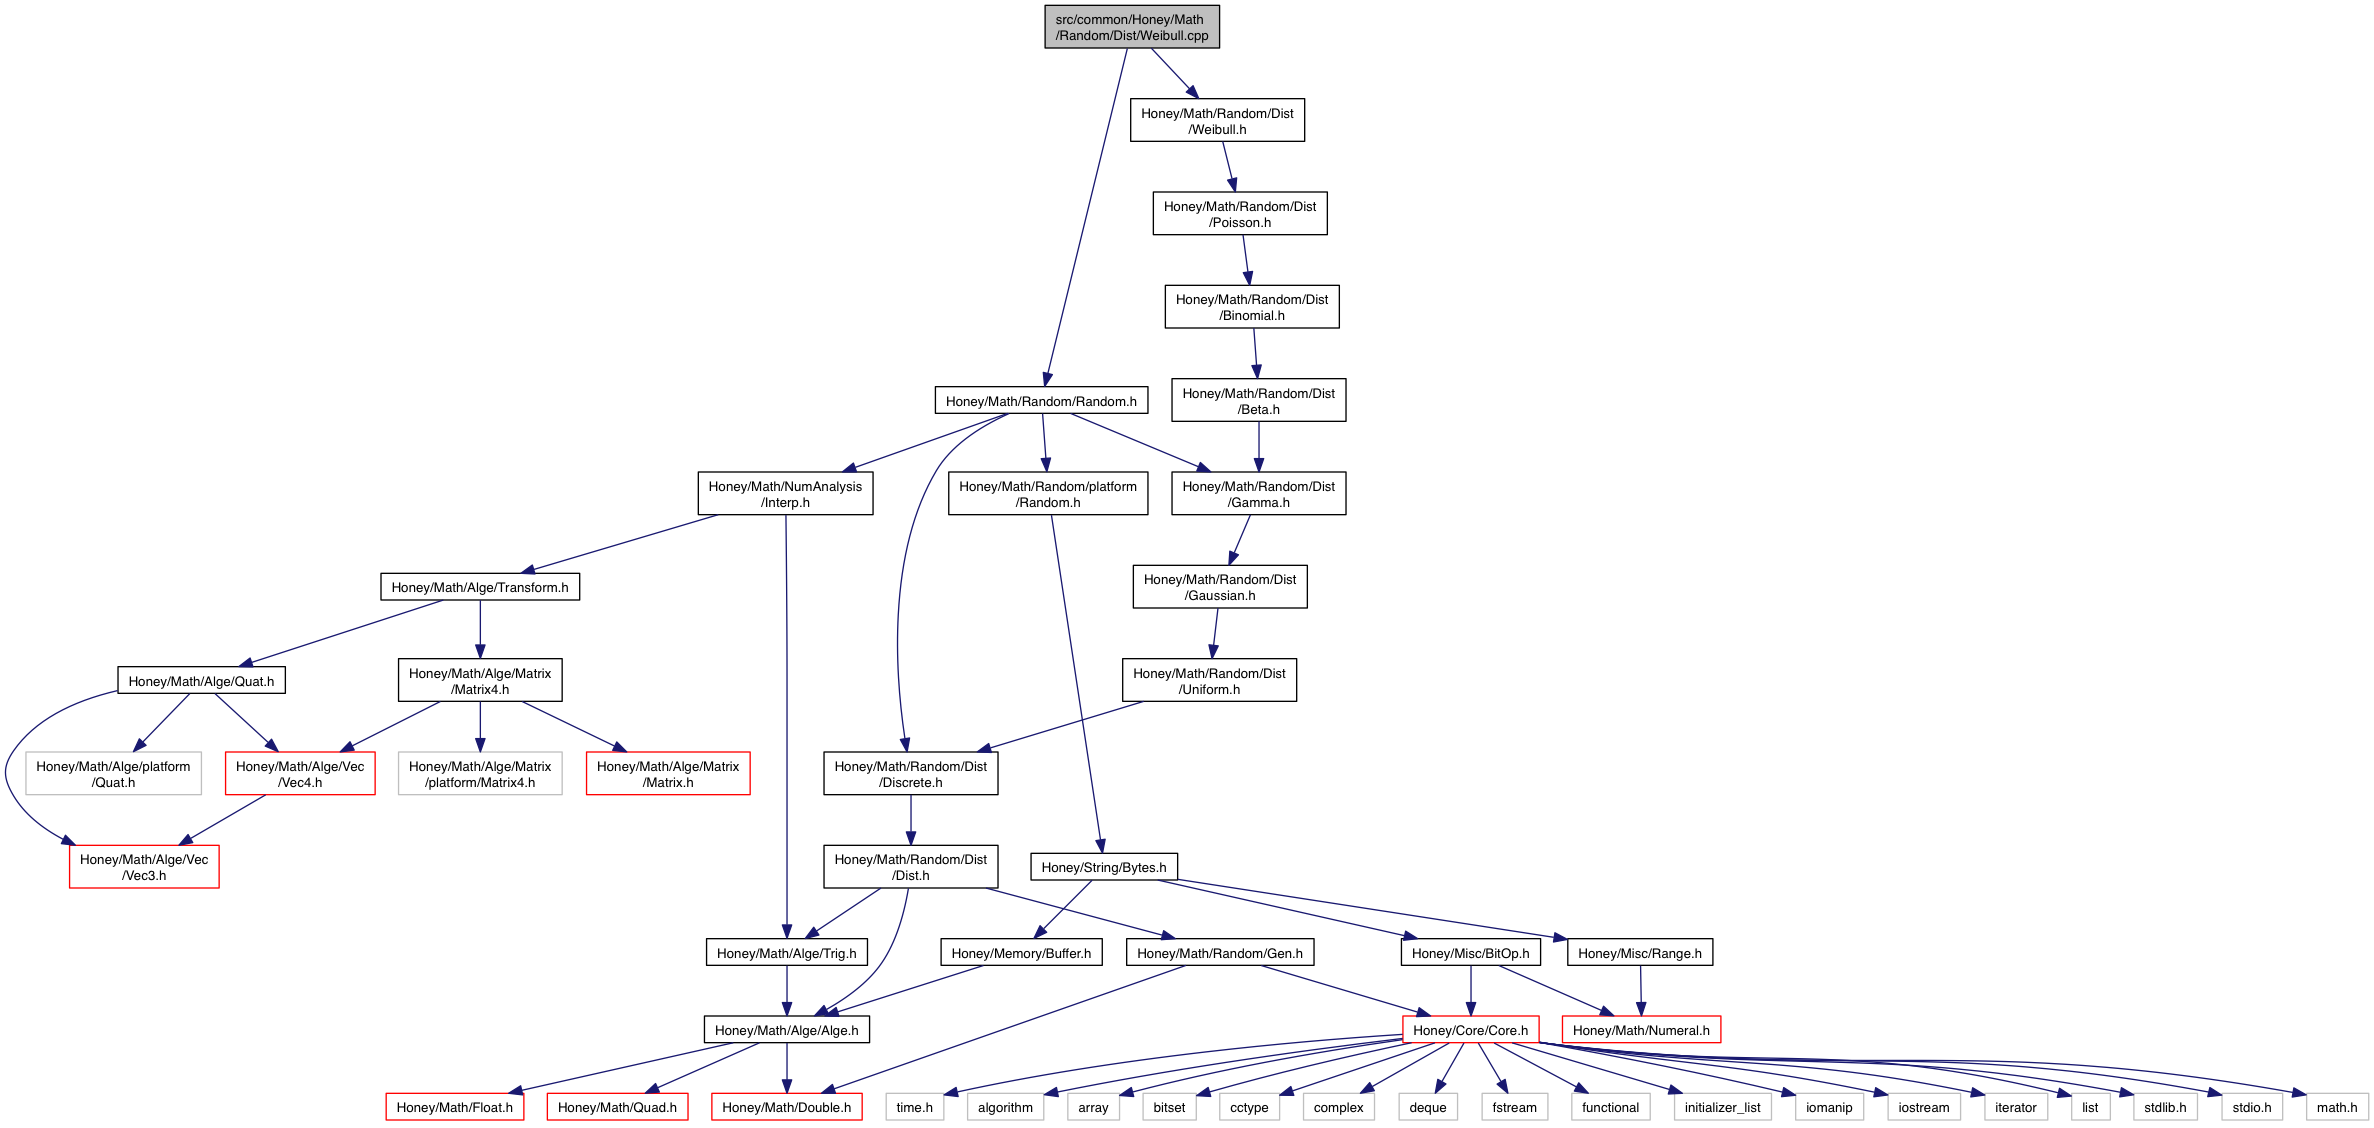 src/common/Honey/Math
/Random/Dist/Weibull.cpp
Honey/Math/Random/Dist
/Weibull.h
Honey/Math/Random/Dist
/Poisson.h
Honey/Math/Random/Dist
/Binomial.h
Honey/Math/Random/Dist
/Beta.h
Honey/Math/Random/Random.h
Honey/Math/NumAnalysis
/Interp.h
Honey/Math/Random/platform
/Random.h
Honey/Math/Random/Dist
/Gamma.h
Honey/Math/Alge/Transform.h
Honey/Math/Random/Dist
/Gaussian.h
Honey/Math/Alge/Quat.h
Honey/Math/Alge/Matrix
/Matrix4.h
Honey/Math/Random/Dist
/Uniform.h
Honey/Math/Alge/platform
/Quat.h
Honey/Math/Alge/Vec
/Vec4.h
Honey/Math/Alge/Matrix
/platform/Matrix4.h
Honey/Math/Alge/Matrix
/Matrix.h
Honey/Math/Random/Dist
/Discrete.h
Honey/Math/Alge/Vec
/Vec3.h
Honey/Math/Random/Dist
/Dist.h
Honey/String/Bytes.h
Honey/Math/Alge/Trig.h
Honey/Memory/Buffer.h
Honey/Math/Random/Gen.h
Honey/Misc/BitOp.h
Honey/Misc/Range.h
Honey/Math/Alge/Alge.h
Honey/Core/Core.h
Honey/Math/Numeral.h
Honey/Math/Float.h
Honey/Math/Quad.h
Honey/Math/Double.h
time.h
algorithm
array
bitset
cctype
complex
deque
fstream
functional
initializer_list
iomanip
iostream
iterator
list
stdlib.h
stdio.h
math.h